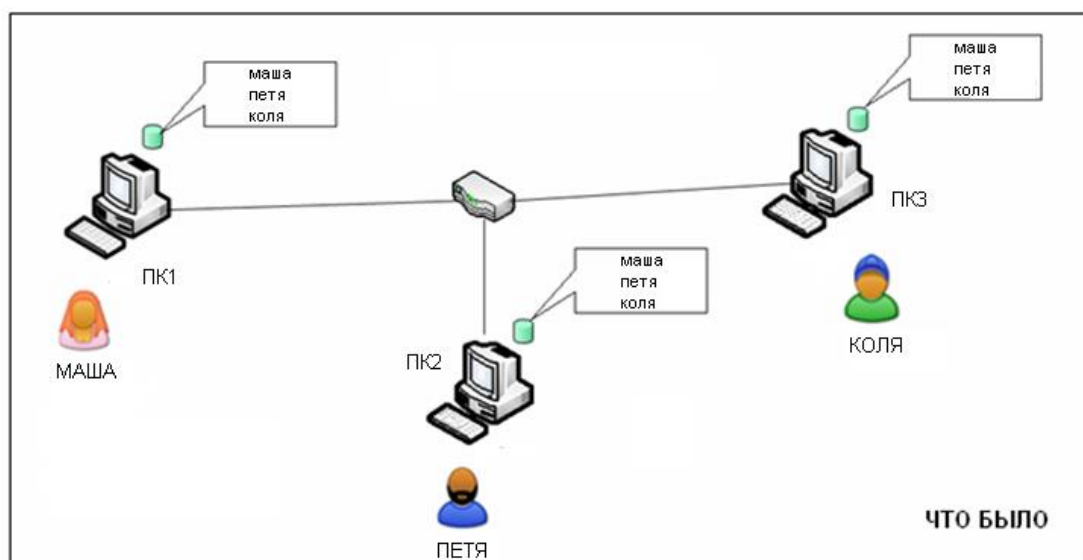 маша
петя
коля
маша
петя
коля
ПК3
ПК1
МАША
маша
петя
коля
КОЛЯ
ПК2
ПЕТЯ
ЧТО БЫЛО